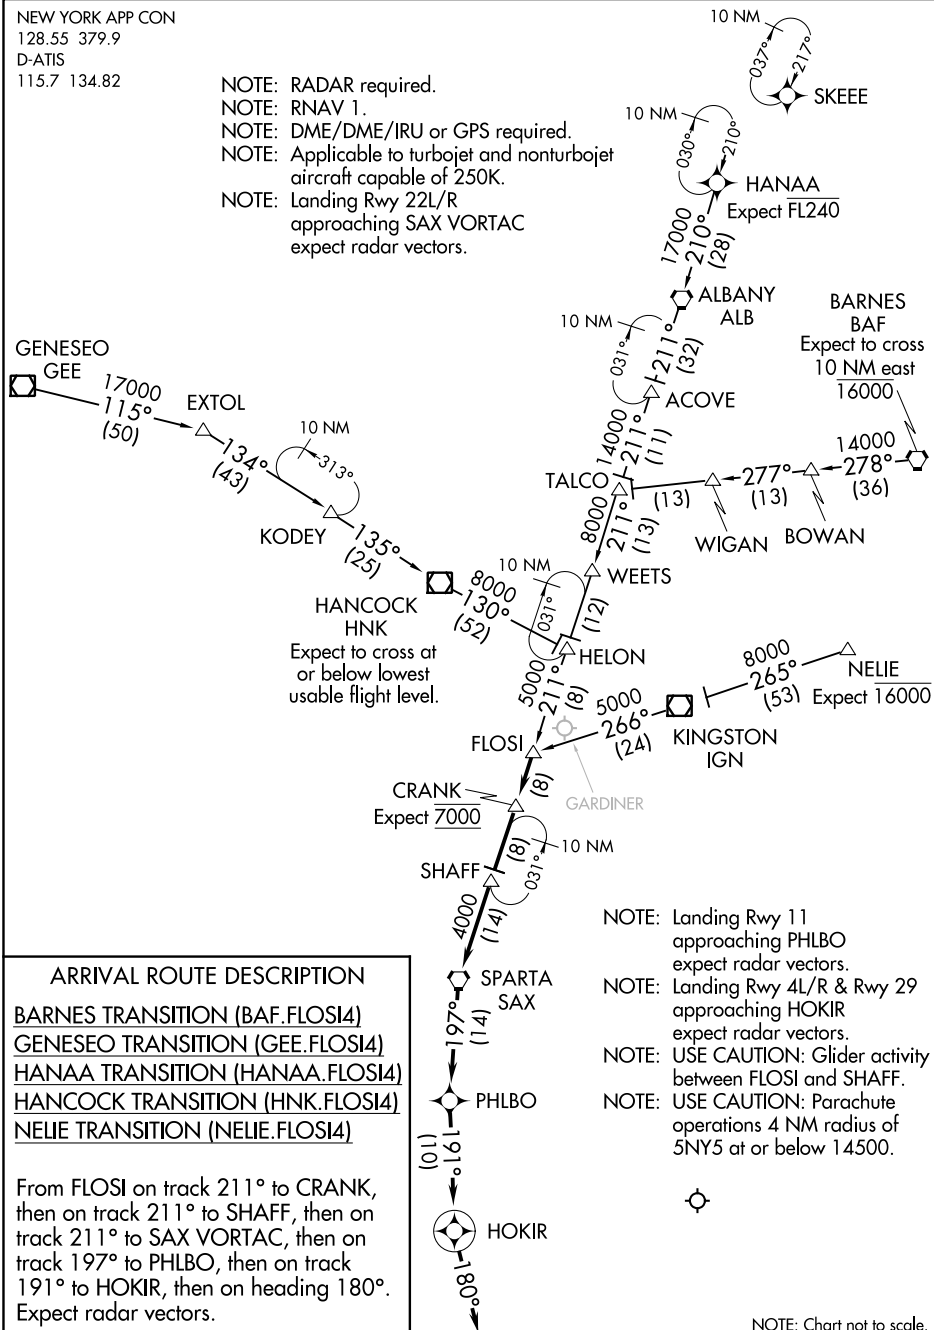 NEW YORK APP CON
128.55 379.9
D-ATIS
115.7 134.82
NOTE: RADAR required.
NOTE: RNAV 1.
NOTE: DME/DME/IRU or GPS required.
NOTE: Applicable to turbojet and nonturbojet
aircraft capable of 250K.
NOTE: Landing Rwy 22L/R
approaching SAX VORTAC
expect radar vectors.
10 NM
037°
217°
SKEEE
10 NM
030°
210°
HANAA
Expect FL240
17000
210°
(28)
ALBANY
ALB
10 NM
031°
211°
(32)
ACOVE
BARNES
BAF
Expect to cross
10 NM east
16000
14000
278°
(36)
BOWAN
277°
(13)
WIGAN
(13)
14000
211°
(11)
TALCO
8000
211°
(13)
WEETS
(12)
GENESEO
GEE
17000
115°
(50)
EXTOL
134°
(43)
10 NM
313°
KODEY
135°
(25)
HANCOCK
HNK
Expect to cross at
or below lowest
usable flight level.
8000
130°
(52)
10 NM
031°
HELON
5000
211°
(8)
NELIE
Expect 16000
8000
265°
(53)
KINGSTON
IGN
5000
266°
(24)
FLOSI
GARDINER
(8)
CRANK
Expect 7000
(8)
10 NM
031°
SHAFF
4000
(14)
SPARTA
SAX
197°
(14)
PHLBO
191°
(10)
HOKIR
180°
NOTE: Landing Rwy 11
approaching PHLBO
expect radar vectors.
NOTE: Landing Rwy 4L/R & Rwy 29
approaching HOKIR
expect radar vectors.
NOTE: USE CAUTION: Glider activity
between FLOSI and SHAFF.
NOTE: USE CAUTION: Parachute
operations 4 NM radius of
5NY5 at or below 14500.
ARRIVAL ROUTE DESCRIPTION
BARNES TRANSITION (BAF.FLOSI4)
GENESEO TRANSITION (GEE.FLOSI4)
HANAA TRANSITION (HANAA.FLOSI4)
HANCOCK TRANSITION (HNK.FLOSI4)
NELIE TRANSITION (NELIE.FLOSI4)
From FLOSI on track 211° to CRANK,
then on track 211° to SHAFF, then on
track 211° to SAX VORTAC, then on
track 197° to PHLBO, then on track
191° to HOKIR, then on heading 180°.
Expect radar vectors.
NOTE: Chart not to scale.